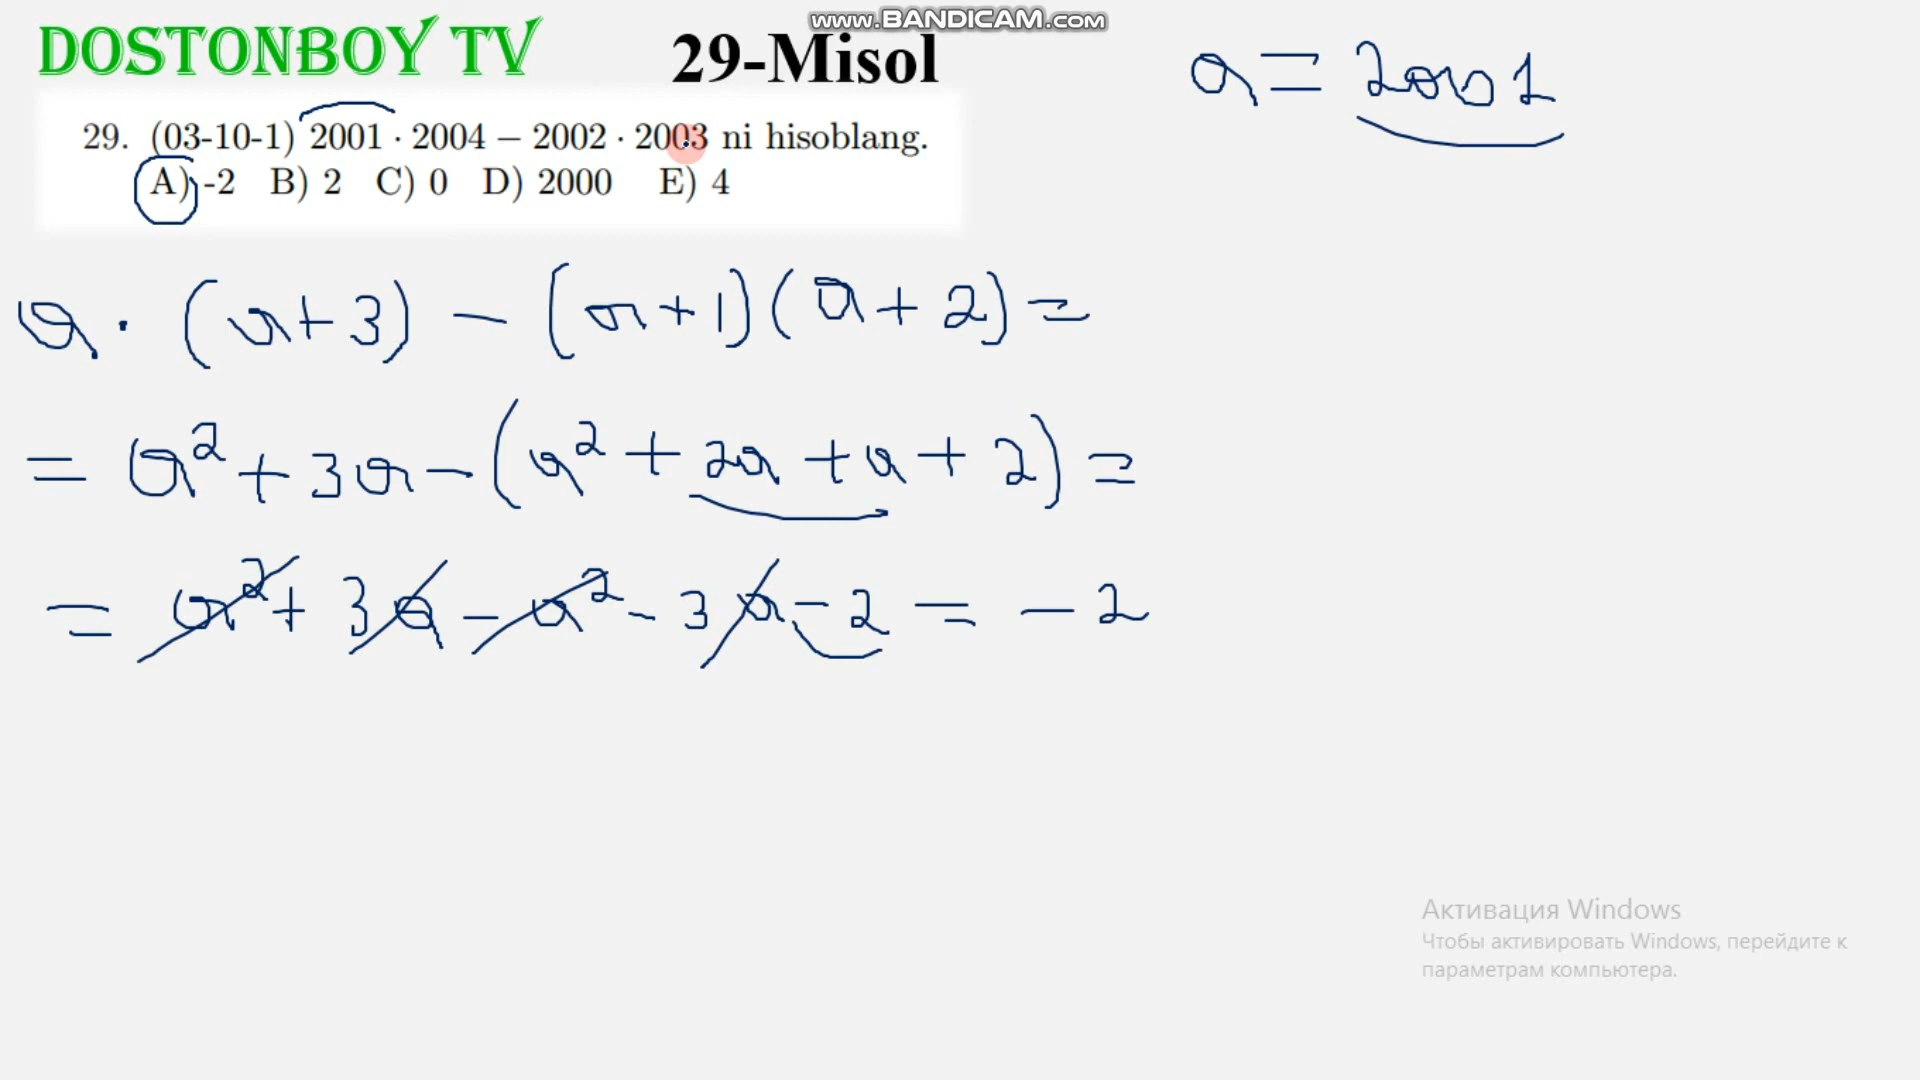 www.BANDICAM.com
DOSTONBOY TV
29-Misol
a = 2001
29. (03-10-1) 2001 · 2004 − 2002 · 2003 ni hisoblang.
A) -2 B) 2 C) 0 D) 2000 E) 4
a · (a + 3) − (a + 1)(a + 2) =
= a² + 3a − (a² + 2a + a + 2) =
= a² + 3a − a² - 3a − 2 = − 2
Активация Windows
Чтобы активировать Windows, перейдите к
параметрам компьютера.